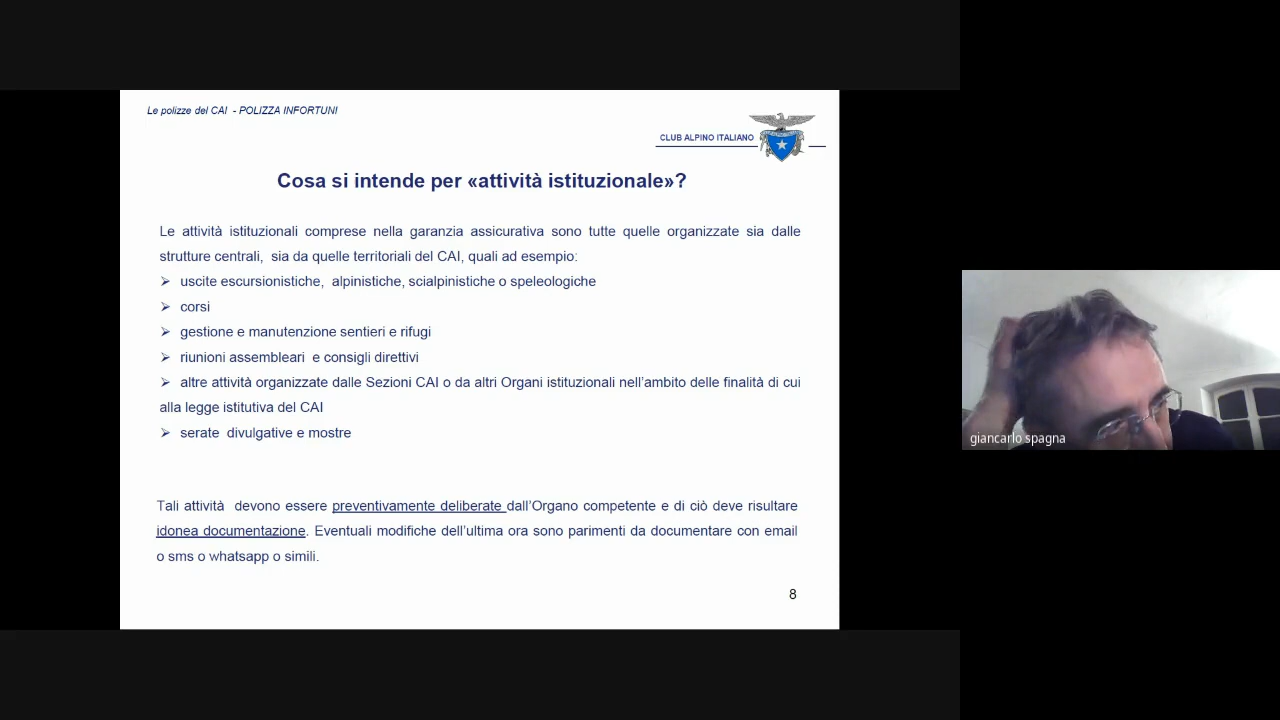 Le polizze del CAI - POLIZZA INFORTUNI
CLUB ALPINO ITALIANO
Cosa si intende per «attività istituzionale»?
Le attività istituzionali comprese nella garanzia assicurativa sono tutte quelle organizzate sia dalle
strutture centrali, sia da quelle territoriali del CAI, quali ad esempio:
➢ uscite escursionistiche, alpinistiche, scialpinistiche o speleologiche
➢ corsi
➢ gestione e manutenzione sentieri e rifugi
➢ riunioni assembleari e consigli direttivi
➢ altre attività organizzate dalle Sezioni CAI o da altri Organi istituzionali nell’ambito delle finalità di cui
alla legge istitutiva del CAI
➢ serate divulgative e mostre
Tali attività devono essere preventivamente deliberate dall’Organo competente e di ciò deve risultare
idonea documentazione. Eventuali modifiche dell’ultima ora sono parimenti da documentare con email
o sms o whatsapp o simili.
8
giancarlo spagna